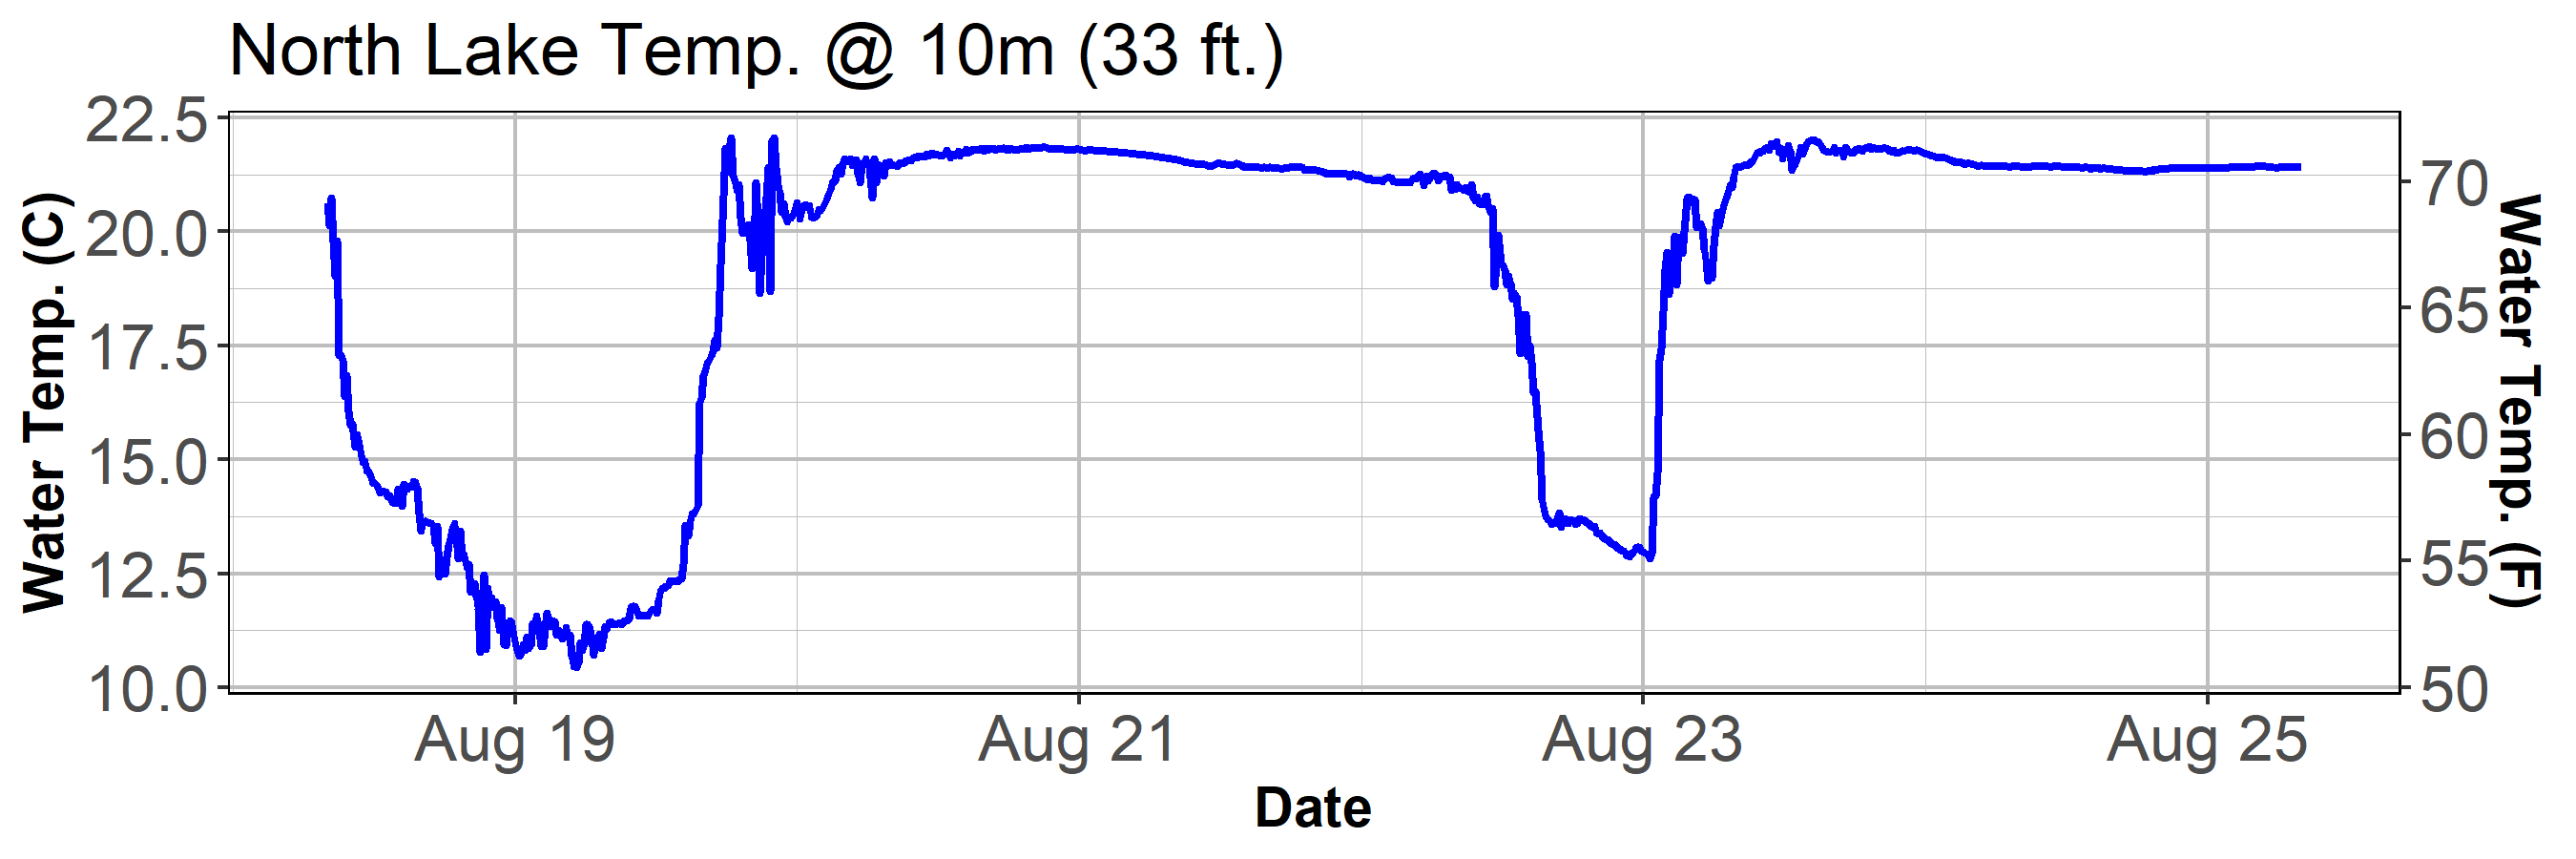 North Lake Temp. @ 10m (33 ft.)
Water Temp. (C)
22.5
20.0
17.5
15.0
12.5
10.0
70
65
60
55
50
Water Temp. (F)
Aug 19 Aug 21 Aug 23 Aug 25
Date